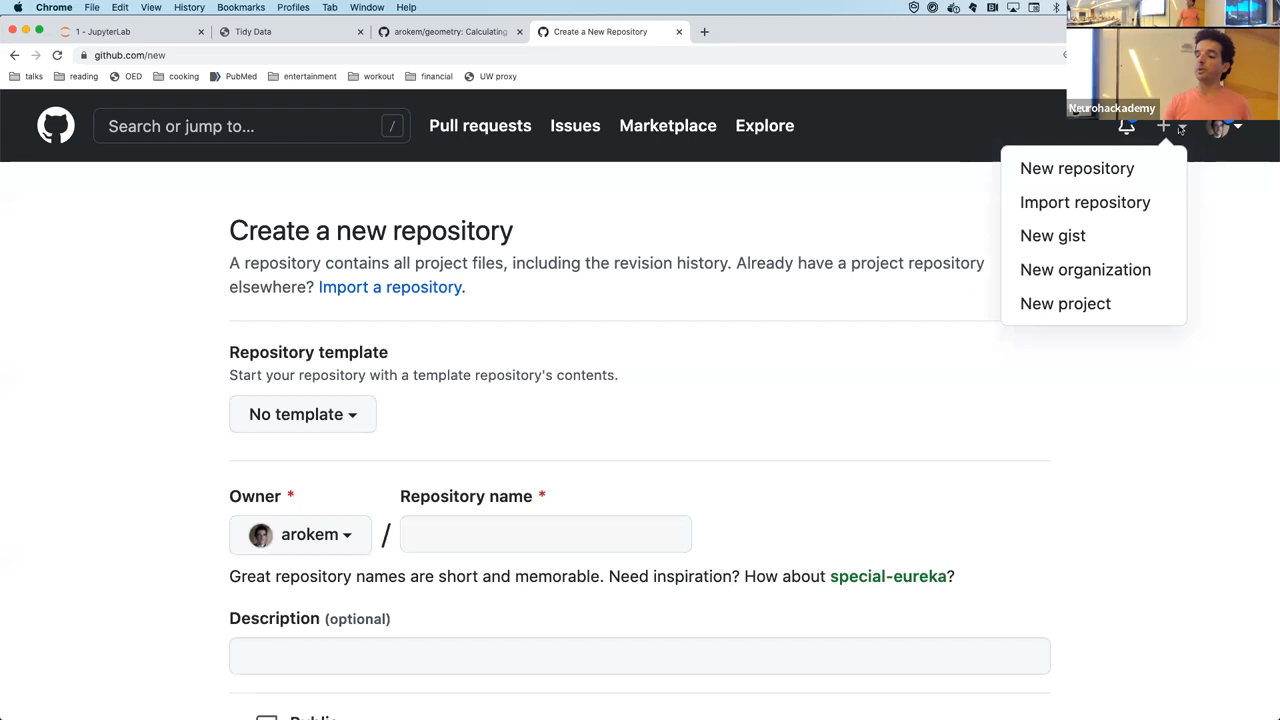 Chrome File Edit View History Bookmarks Profiles Tab Window Help
1 - JupyterLab
Tidy Data
arokem/geometry: Calculating
Create a New Repository
github.com/new
talks reading OED cooking PubMed entertainment workout financial UW proxy
Neurohackademy
Search or jump to... / Pull requests Issues Marketplace Explore
New repository
Import repository
New gist
New organization
New project
Create a new repository
A repository contains all project files, including the revision history. Already have a project repository
elsewhere? Import a repository.
Repository template
Start your repository with a template repository's contents.
No template
Owner * Repository name *
arokem /
Great repository names are short and memorable. Need inspiration? How about special-eureka?
Description (optional)
Public